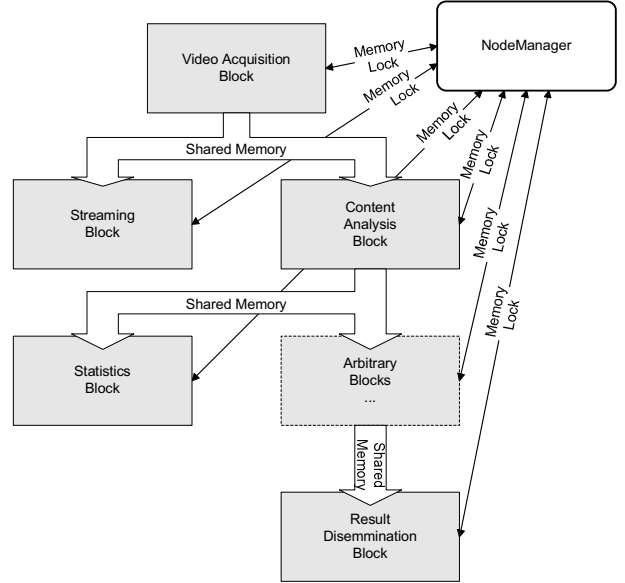 NodeManager
Video Acquisition
Block
Memory
Lock
Memory
Lock
Memory
Lock
Memory
Lock
Shared Memory
Streaming
Block
Content
Analysis
Block
Memory
Lock
Shared Memory
Memory
Lock
Statistics
Block
Arbitrary
Blocks
...
Shared
Memory
Result
Disemmination
Block